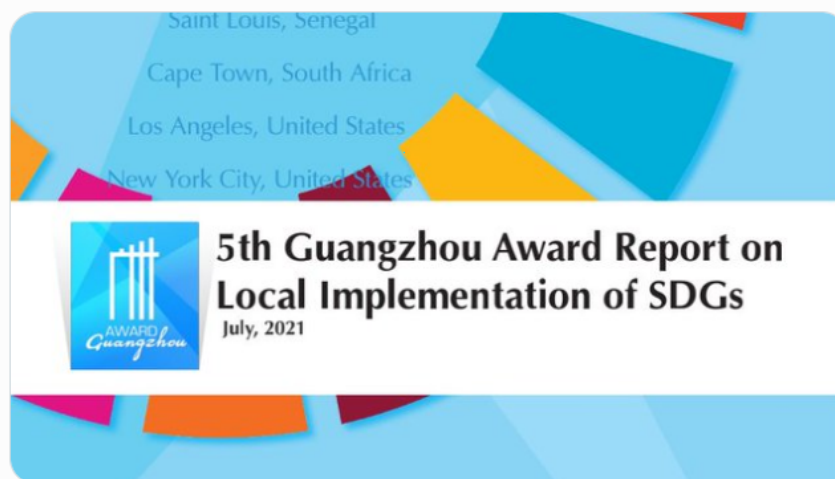 Saint Louis, Senegal
Cape Town, South Africa
Los Angeles, United States
New York City, United States
5th Guangzhou Award Report on
Local Implementation of SDGs
July, 2021
AWARD
Guangzhou